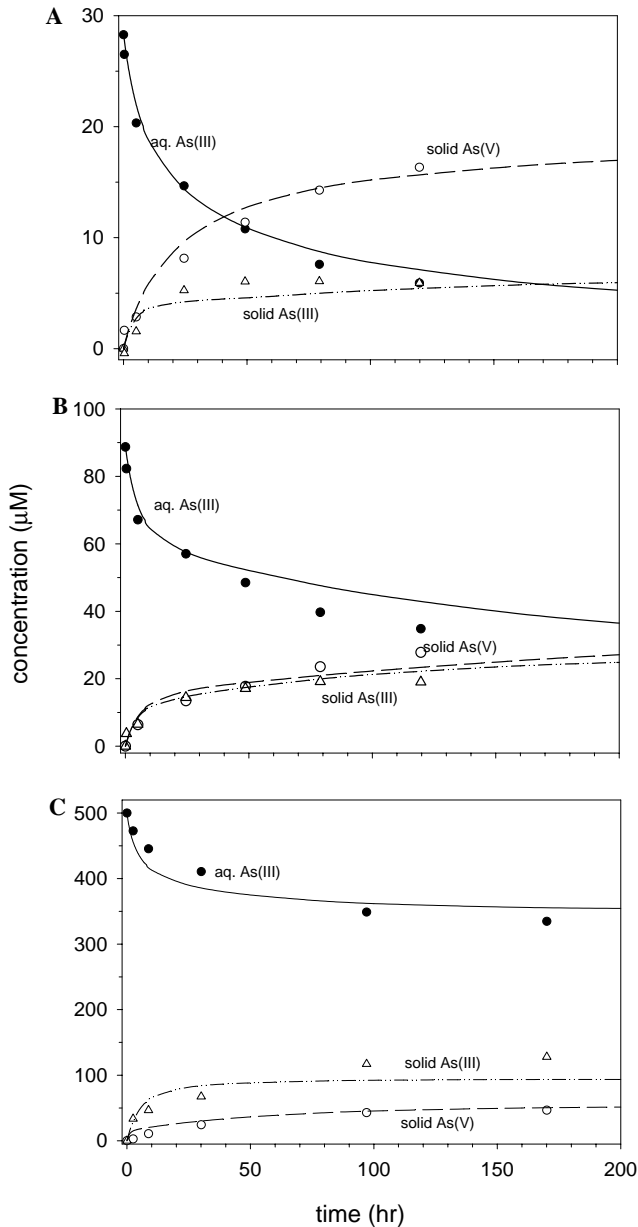 A
30
20
10
0
aq. As(III)
solid As(V)
solid As(III)
B
100
80
60
40
20
0
aq. As(III)
solid As(V)
solid As(III)
concentration (μM)
C
500
400
300
200
100
0
aq. As(III)
solid As(III)
solid As(V)
0
50
100
150
200
time (hr)